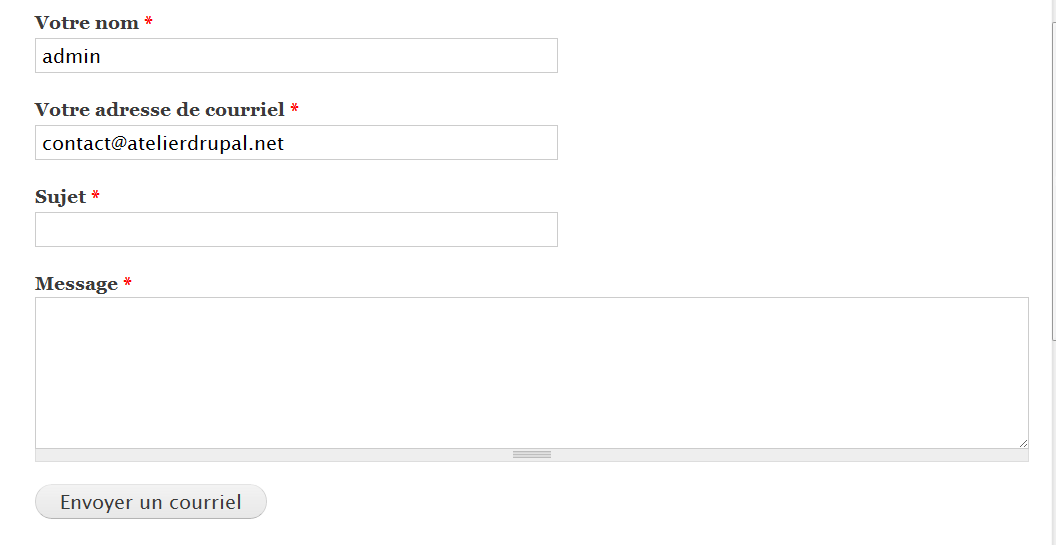 Votre nom *
admin
Votre adresse de courriel *
contact@atelierdrupal.net
Sujet *
Message *
Envoyer un courriel